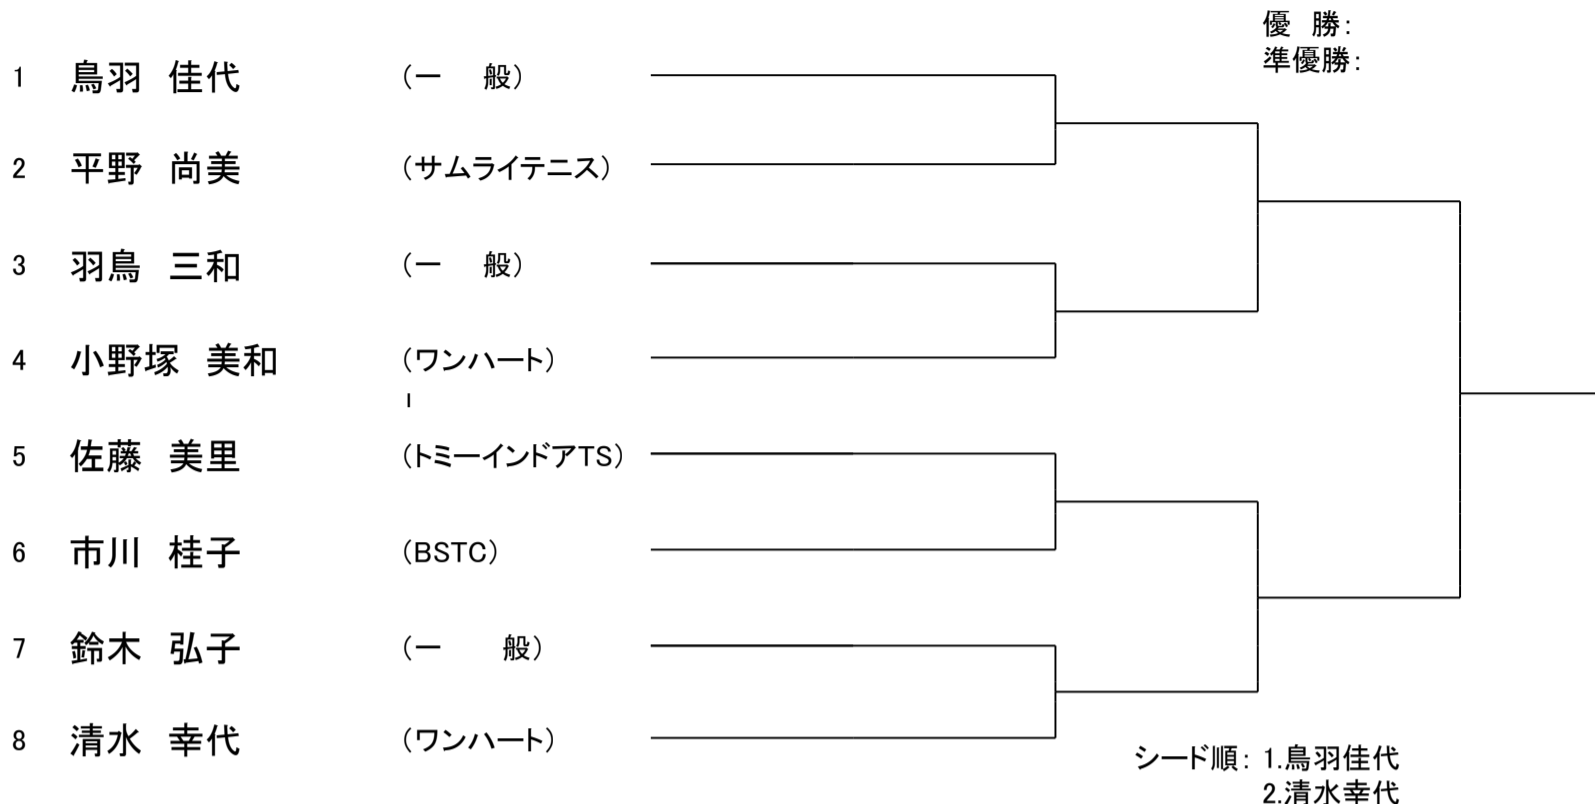 優　勝：
準優勝：
1 鳥羽　佳代 （一　般）
2 平野　尚美 （サムライテニス）
3 羽鳥　三和 （一　般）
4 小野塚　美和 （ワンハート）
5 佐藤　美里 （トミーインドアTS）
6 市川　桂子 （BSTC）
7 鈴木　弘子 （一　般）
8 清水　幸代 （ワンハート）
シード順：1.鳥羽佳代
2.清水幸代